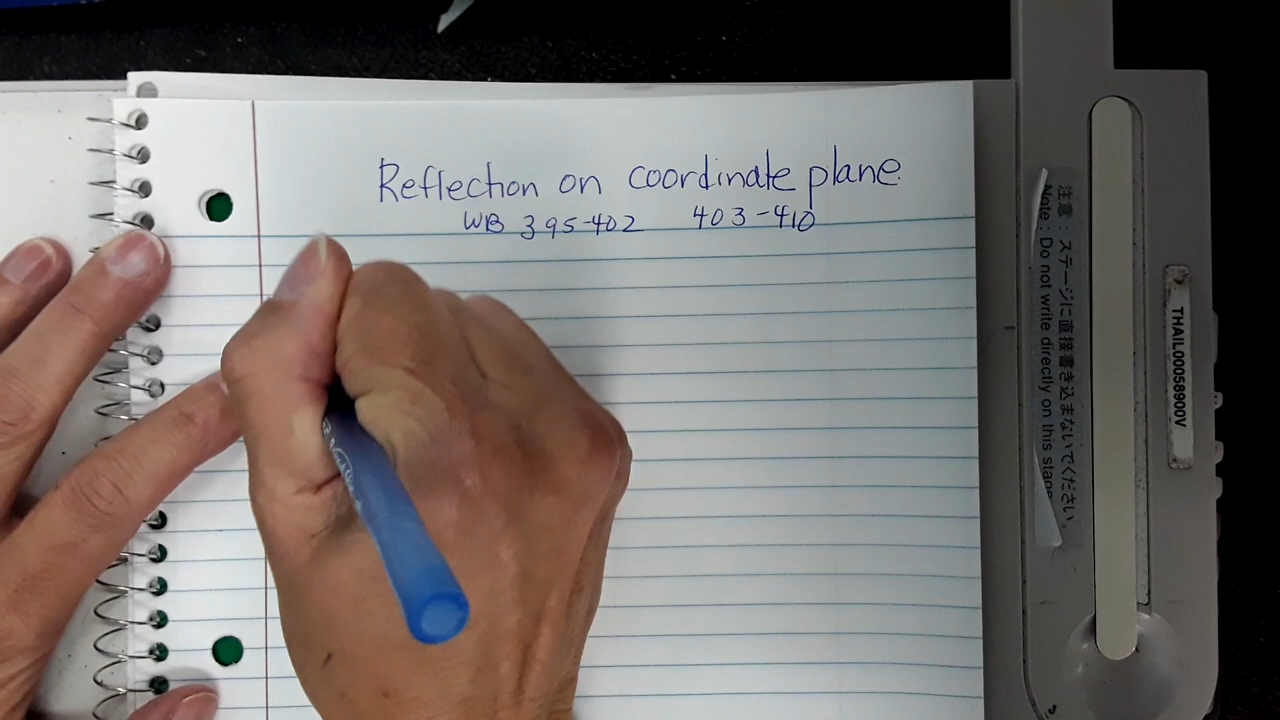 Reflection on coordinate plane.
WB 395-402 403-410
注意：ステージに直接書き込まないでください。
Note : Do not write directly on this stage
THAIL00058900V